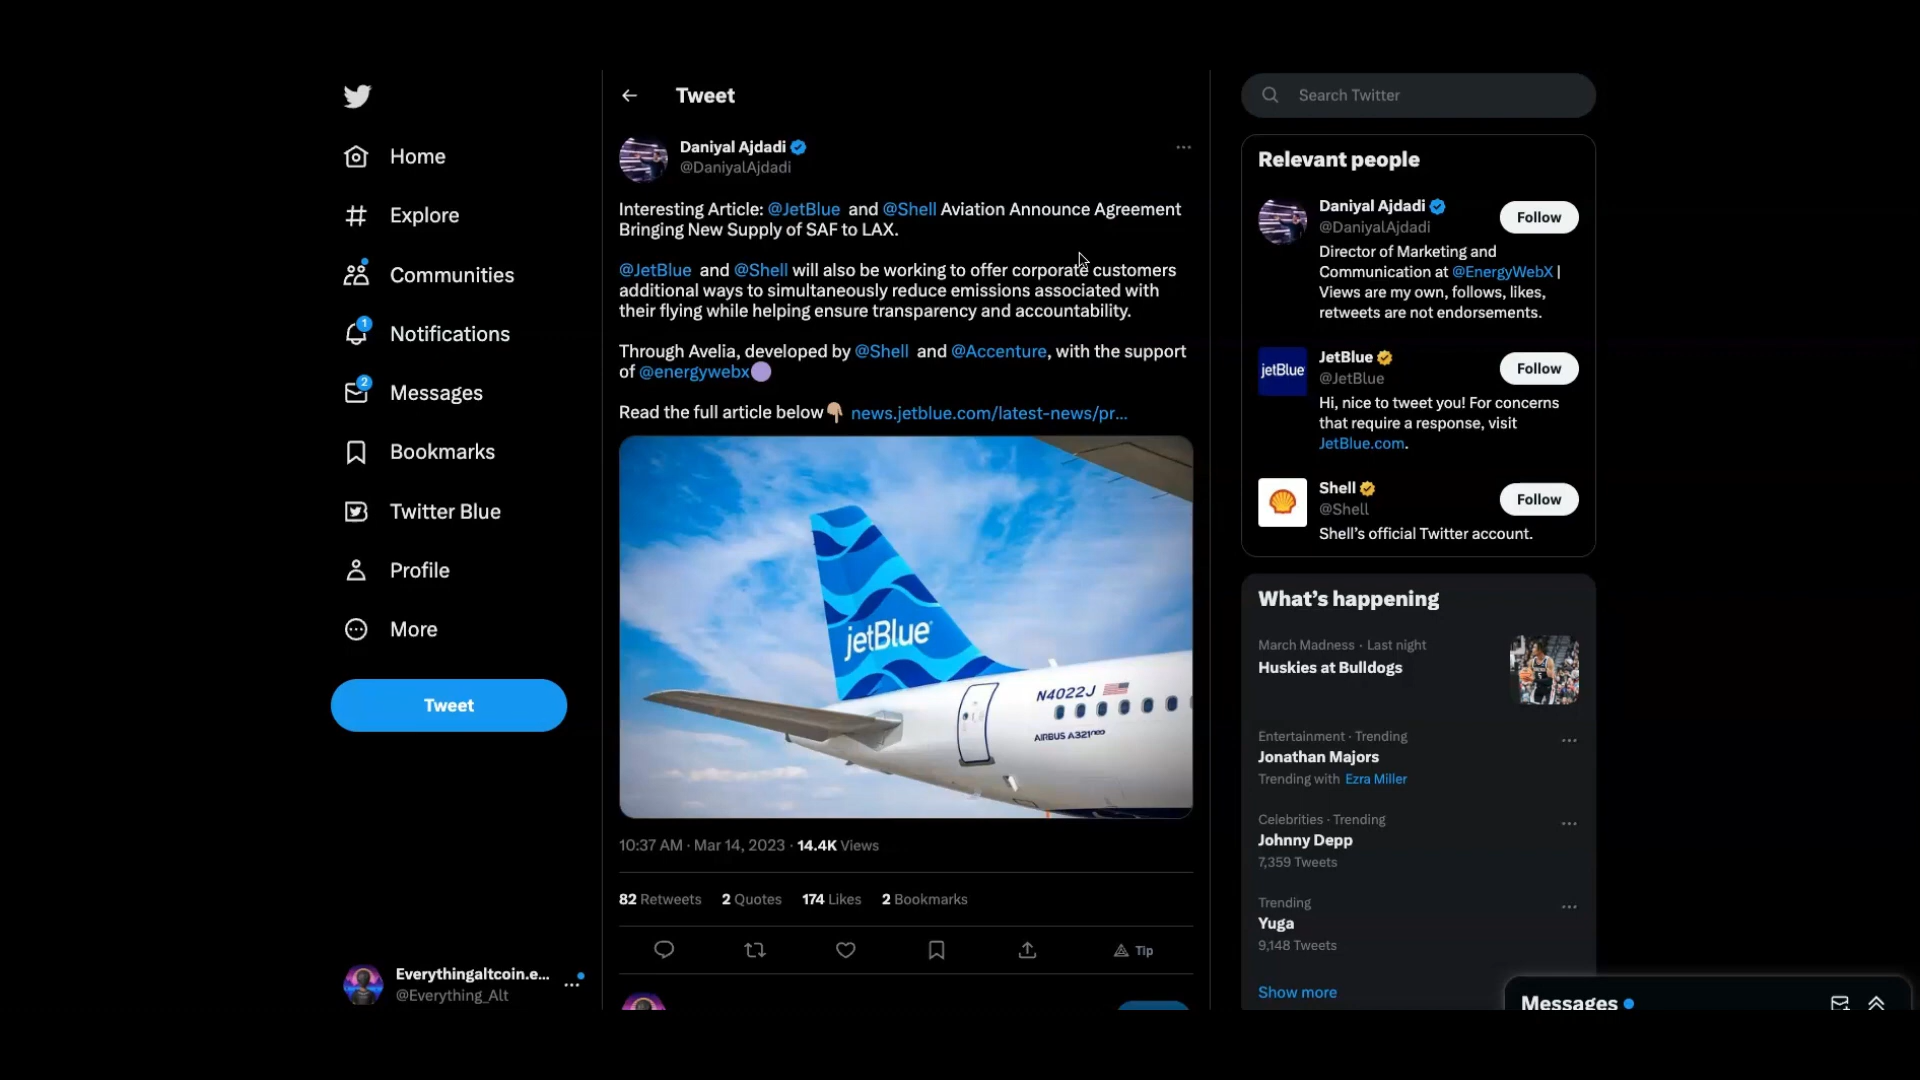 Home
Explore
Communities
1
Notifications
2
Messages
Bookmarks
Twitter Blue
Profile
More
Tweet
Everythingaltcoin.e...
@Everything_Alt
Tweet
Daniyal Ajdadi
@DaniyalAjdadi
Interesting Article: @JetBlue and @Shell Aviation Announce Agreement
Bringing New Supply of SAF to LAX.
@JetBlue and @Shell will also be working to offer corporate customers
additional ways to simultaneously reduce emissions associated with
their flying while helping ensure transparency and accountability.
Through Avelia, developed by @Shell and @Accenture, with the support
of @energywebx
Read the full article below news.jetblue.com/latest-news/pr...
jetBlue
N4022J
AIRBUS A321neo
10:37 AM · Mar 14, 2023 · 14.4K Views
82 Retweets 2 Quotes 174 Likes 2 Bookmarks
Tip
Search Twitter
Relevant people
Daniyal Ajdadi
@DaniyalAjdadi
Follow
Director of Marketing and
Communication at @EnergyWebX |
Views are my own, follows, likes,
retweets are not endorsements.
jetBlue
JetBlue
@JetBlue
Follow
Hi, nice to tweet you! For concerns
that require a response, visit
JetBlue.com.
Shell
@Shell
Follow
Shell's official Twitter account.
What's happening
March Madness · Last night
Huskies at Bulldogs
Entertainment · Trending
Jonathan Majors
Trending with Ezra Miller
Celebrities · Trending
Johnny Depp
7,359 Tweets
Trending
Yuga
9,148 Tweets
Show more
Messages